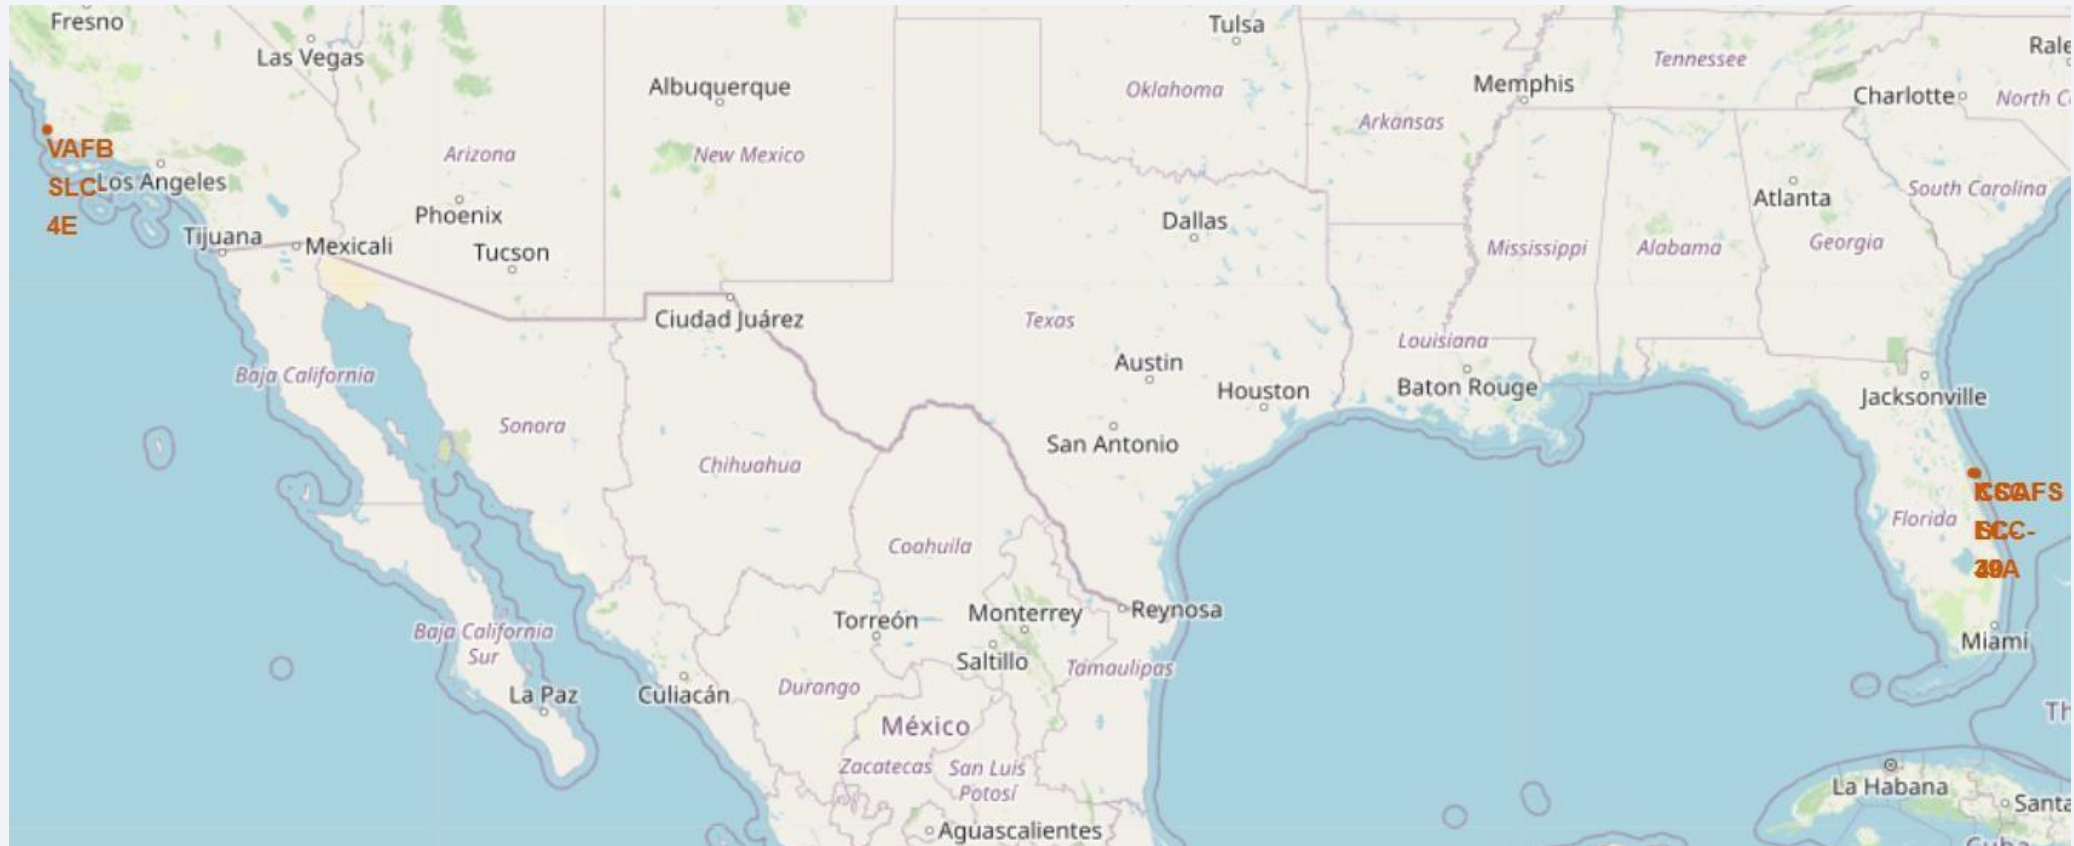 Fresno
Tulsa
Las Vegas
Rale
Tennessee
Albuquerque
Oklahoma
Memphis
Charlotte
North C
Arkansas
VAFB
SLC-
4E
Los Angeles
Arizona
New Mexico
Atlanta
South Carolina
Phoenix
Dallas
Tijuana
Mexicali
Tucson
Mississippi
Alabama
Georgia
Ciudad Juárez
Texas
Louisiana
Baja California
Austin
Houston
Baton Rouge
Jacksonville
Sonora
San Antonio
Chihuahua
Florida
Coahuila
Torreón
Monterrey
Reynosa
Baja California
Sur
Miami
Saltillo
Tamaulipas
La Paz
Culiacán
Durango
México
Th
Zacatecas
San Luis
Potosí
La Habana
Santa
Aguascalientes
Cuba